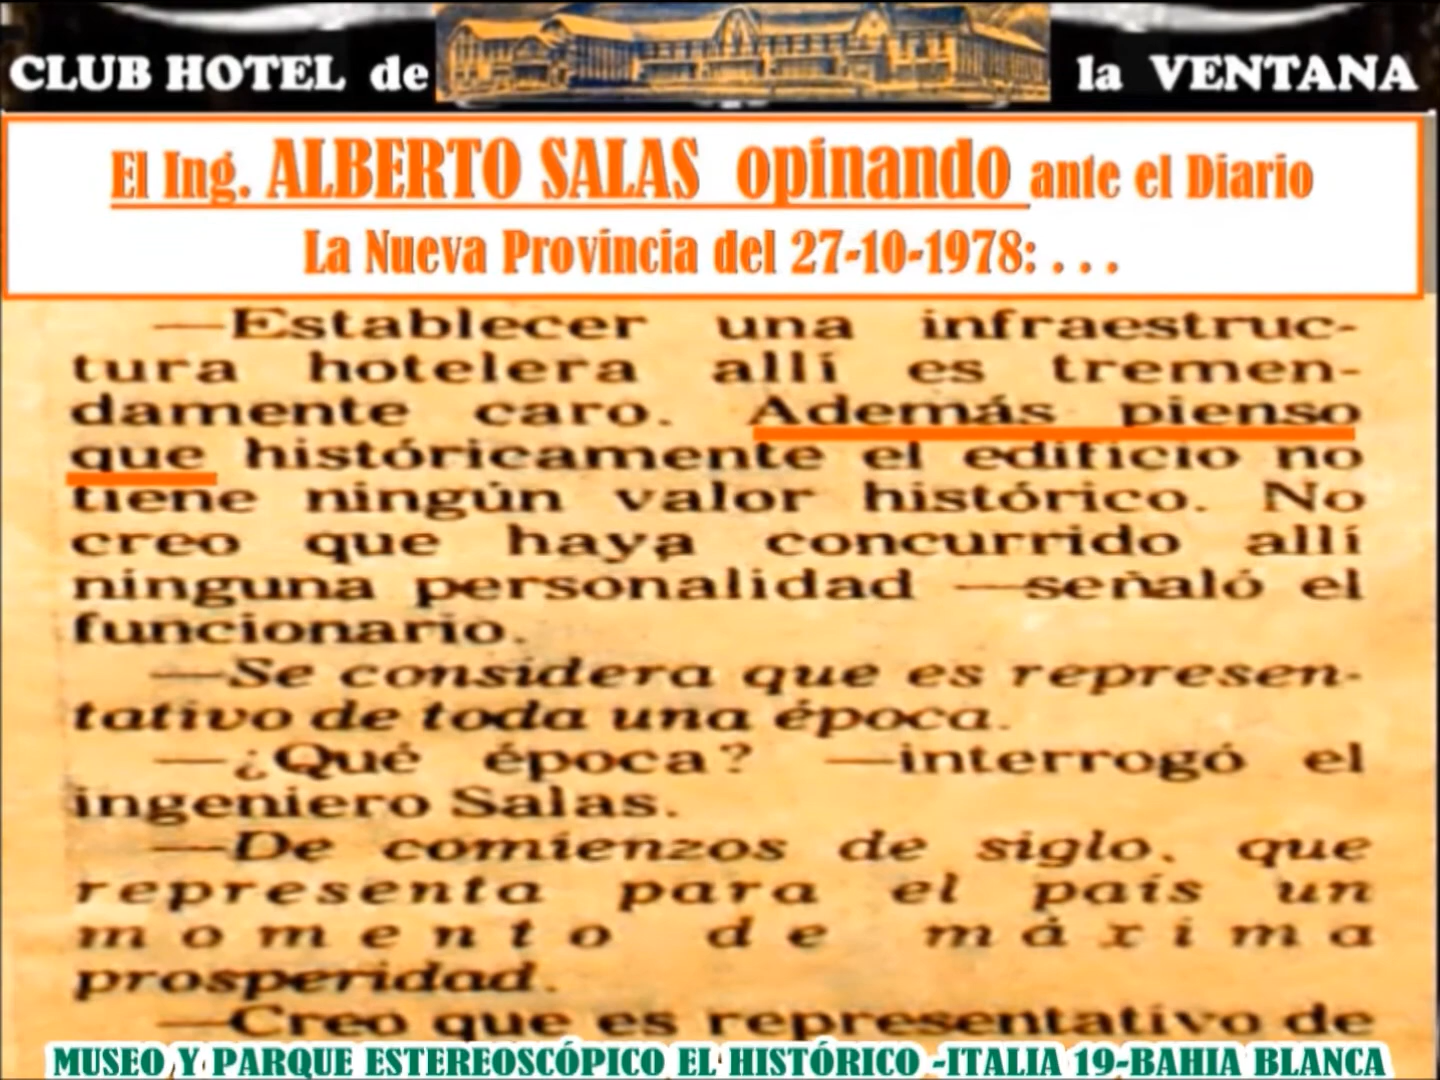 CLUB HOTEL de la VENTANA
El Ing. ALBERTO SALAS opinando ante el Diario
La Nueva Provincia del 27-10-1978: . . .
—Establecer una infraestruc-
tura hotelera allí es tremen-
damente caro. Además pienso
que históricamente el edificio no
tiene ningún valor histórico. No
creo que haya concurrido allí
ninguna personalidad —señaló el
funcionario.
—Se considera que es represen-
tativo de toda una época.
—¿Qué época? —interrogó el
ingeniero Salas.
—De comienzos de siglo, que
representa para el país un
momento de máxima
prosperidad.
—Creo que es representativo de
MUSEO Y PARQUE ESTEREOSCÓPICO EL HISTÓRICO -ITALIA 19-BAHIA BLANCA